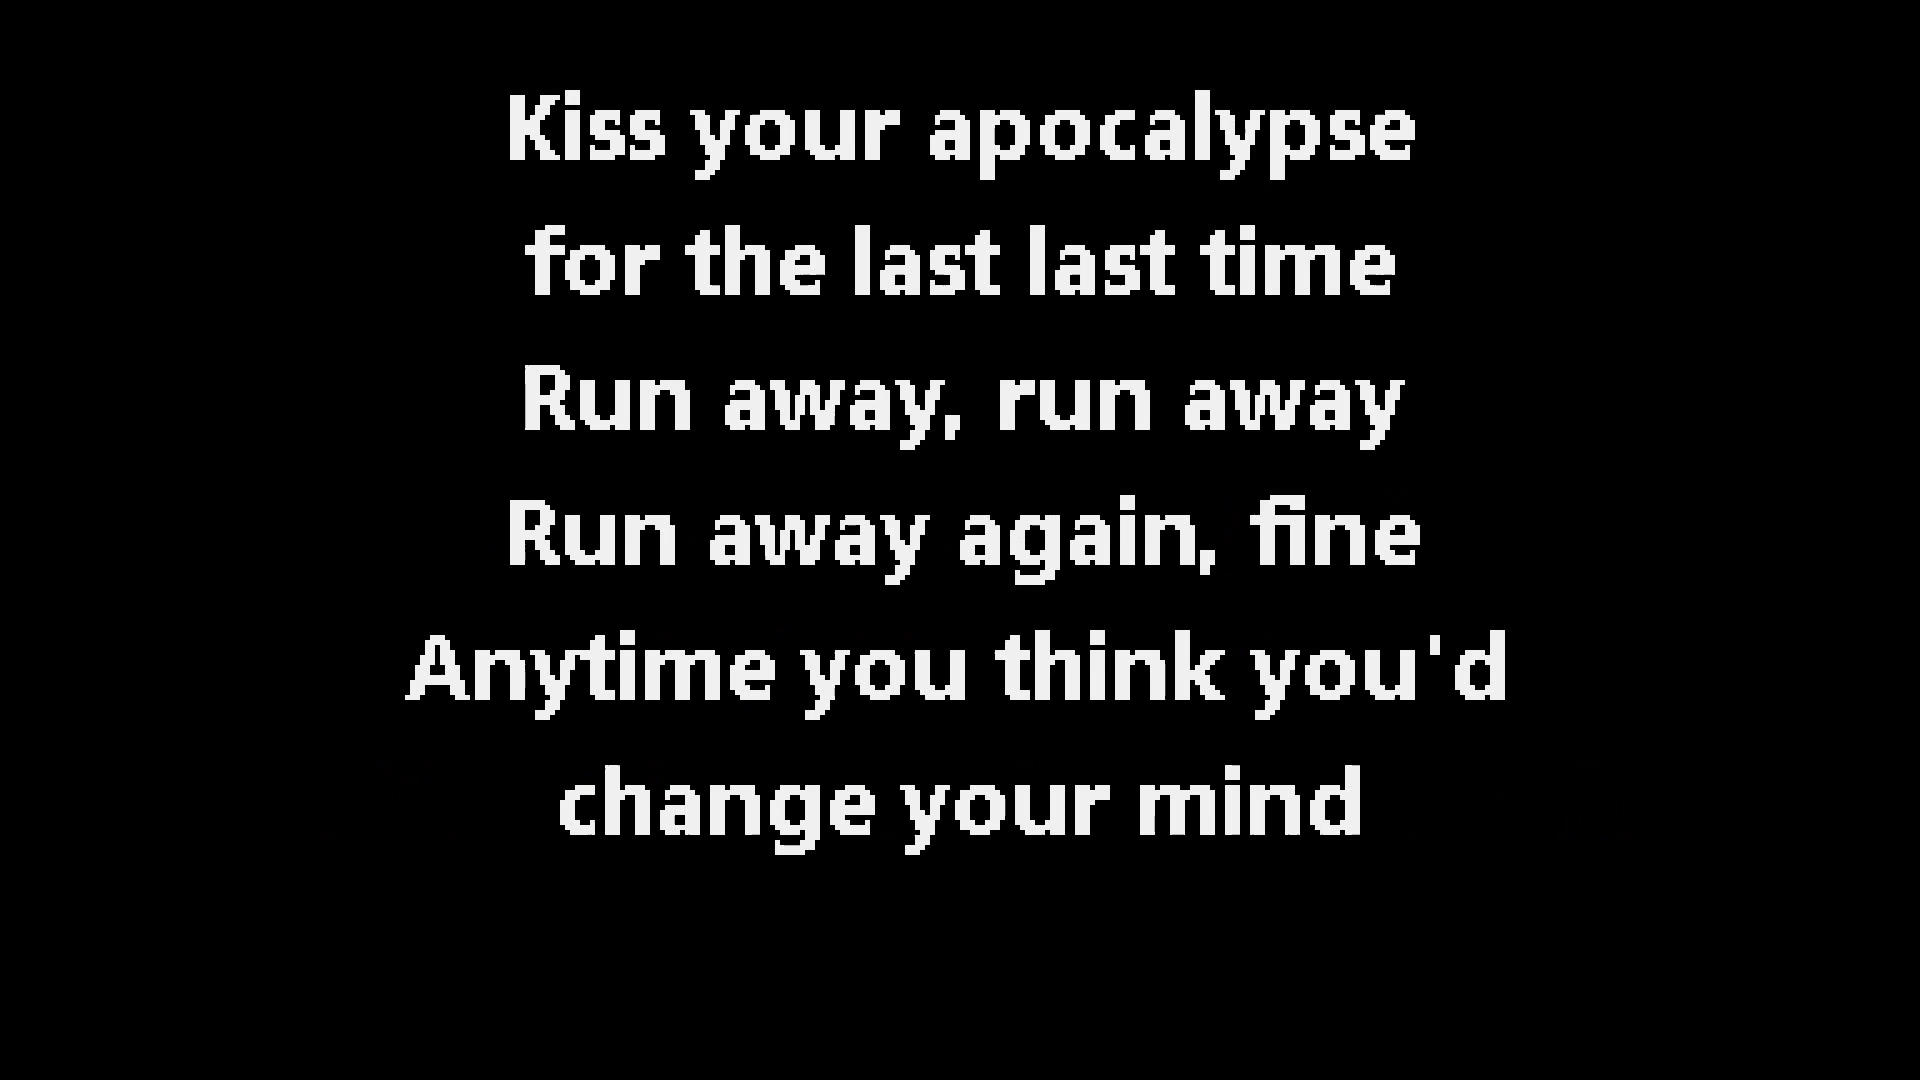 Kiss your apocalypse
for the last last time
Run away, run away
Run away again, fine
Anytime you think you'd
change your mind